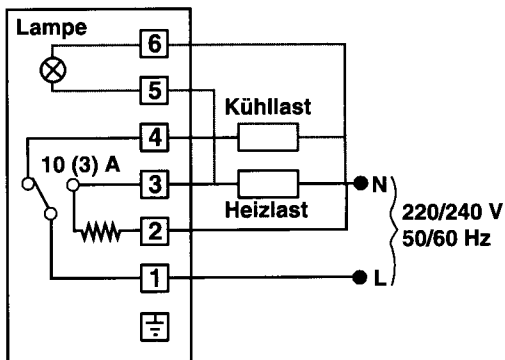 Lampe
6
5
Kühllast
4
10 (3) A
3
N
Heizlast
220/240 V
50/60 Hz
2
1
L